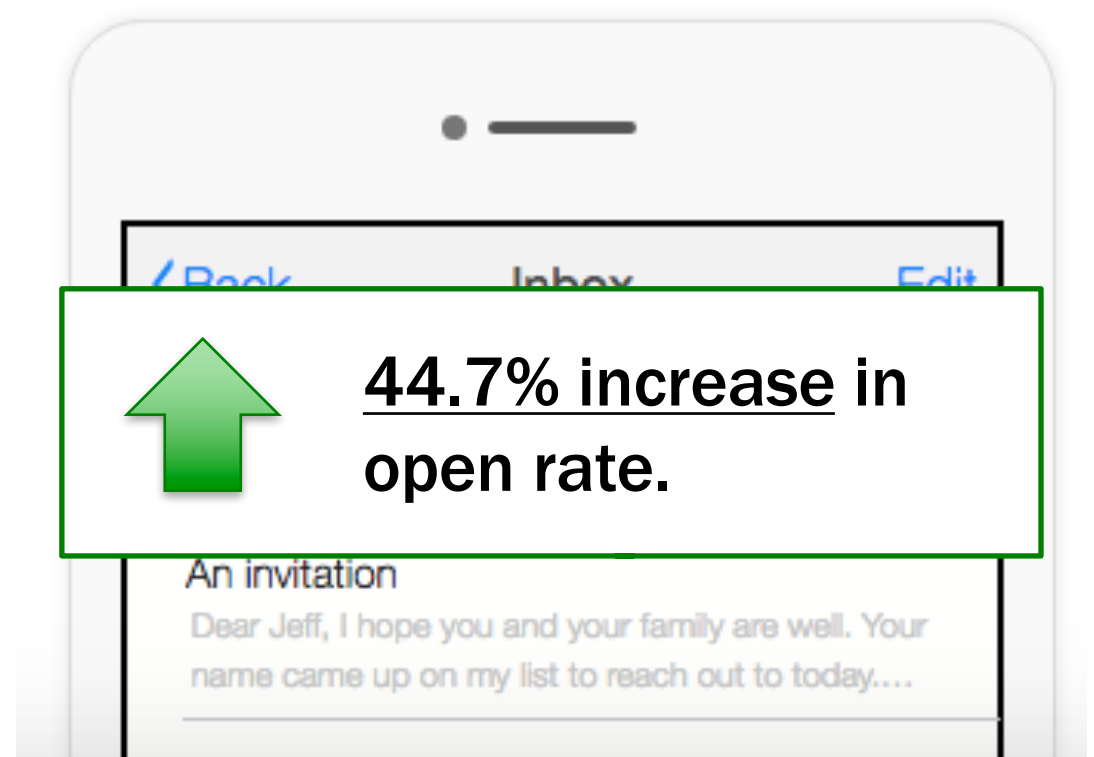 Back Inbox Edit
44.7% increase in
open rate.
An invitation
Dear Jeff, I hope you and your family are well. Your
name came up on my list to reach out to today....